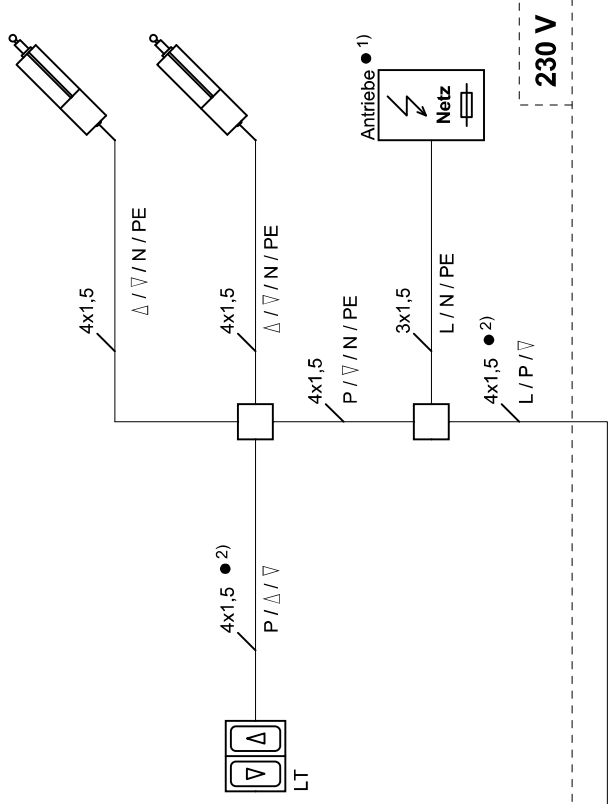 4x1,5
△ / ▽ / N / PE
4x1,5
△ / ▽ / N / PE
Antriebe ● 1)
Netz
230 V
4x1,5
P / ▽ / N / PE
3x1,5
L / N / PE
4x1,5 ● 2)
L / P / ▽
4x1,5 ● 2)
P / △ / ▽
▽ △
LT